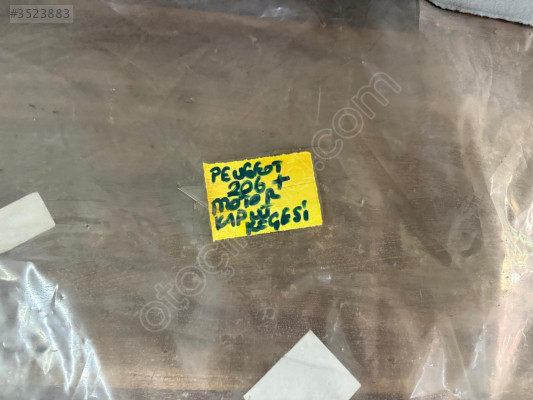 #3523883
PEUGEOT
206+
MOTOR
KAPUT
KEÇESİ